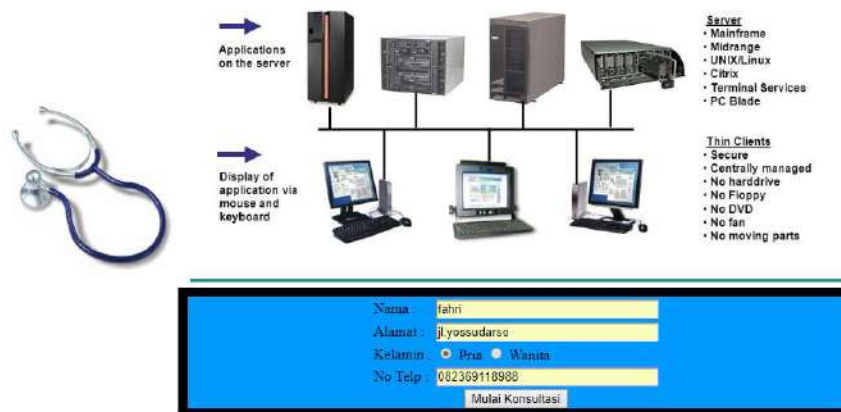 Applications
on the server
Server
• Mainframe
• Midrange
• UNIX/Linux
• Citrix
• Terminal Services
• PC Blade
Display of
application via
mouse and
keyboard
Thin Clients
• Secure
• Centrally managed
• No harddrive
• No Floppy
• No DVD
• No fan
• No moving parts
Nama : fahri
Alamat : jl.yossudarso
Kelamin : Pria Wanita
No Telp : 082369118988
Mulai Konsultasi